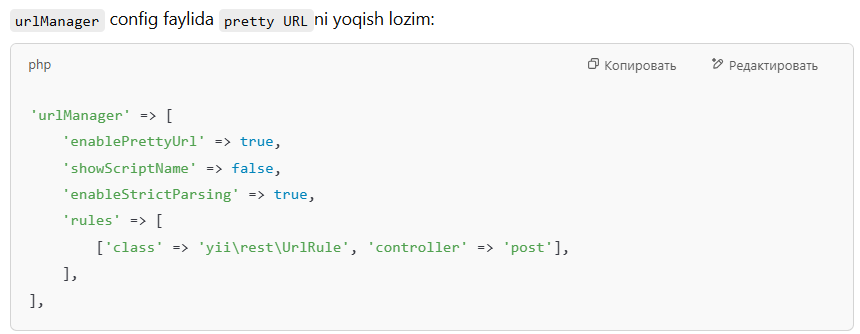 urlManager config faylida pretty URL ni yoqish lozim:
php Копировать Редактировать
'urlManager' => [
    'enablePrettyUrl' => true,
    'showScriptName' => false,
    'enableStrictParsing' => true,
    'rules' => [
        ['class' => 'yii\rest\UrlRule', 'controller' => 'post'],
    ],
],